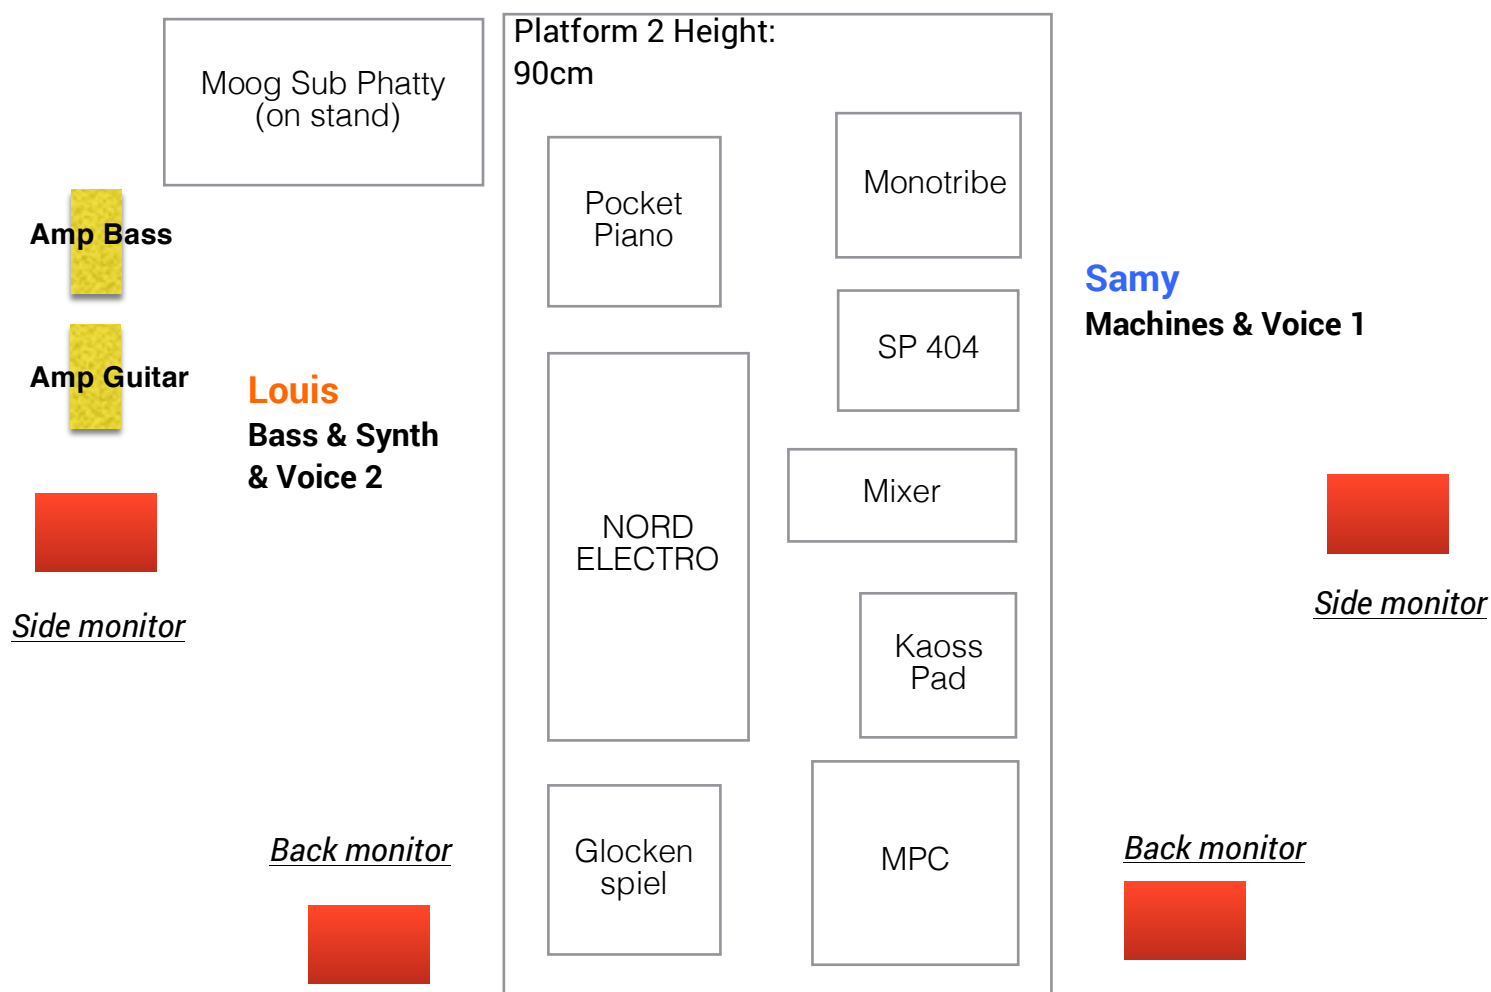 Platform 2 Height:
90cm
Moog Sub Phatty
(on stand)
Pocket
Piano
Monotribe
Amp Bass
Samy
Machines & Voice 1
SP 404
Amp Guitar
Louis
Bass & Synth
& Voice 2
Mixer
NORD
ELECTRO
Side monitor
Side monitor
Kaoss
Pad
Back monitor
Glocken
spiel
MPC
Back monitor